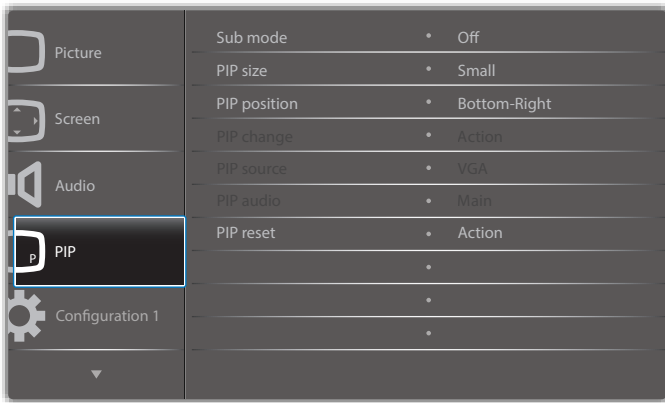 Picture
Screen
Audio
P
PIP
Configuration 1
Sub mode • Off
PIP size • Small
PIP position • Bottom-Right
PIP change • Action
PIP source • VGA
PIP audio • Main
PIP reset • Action
•
•
•